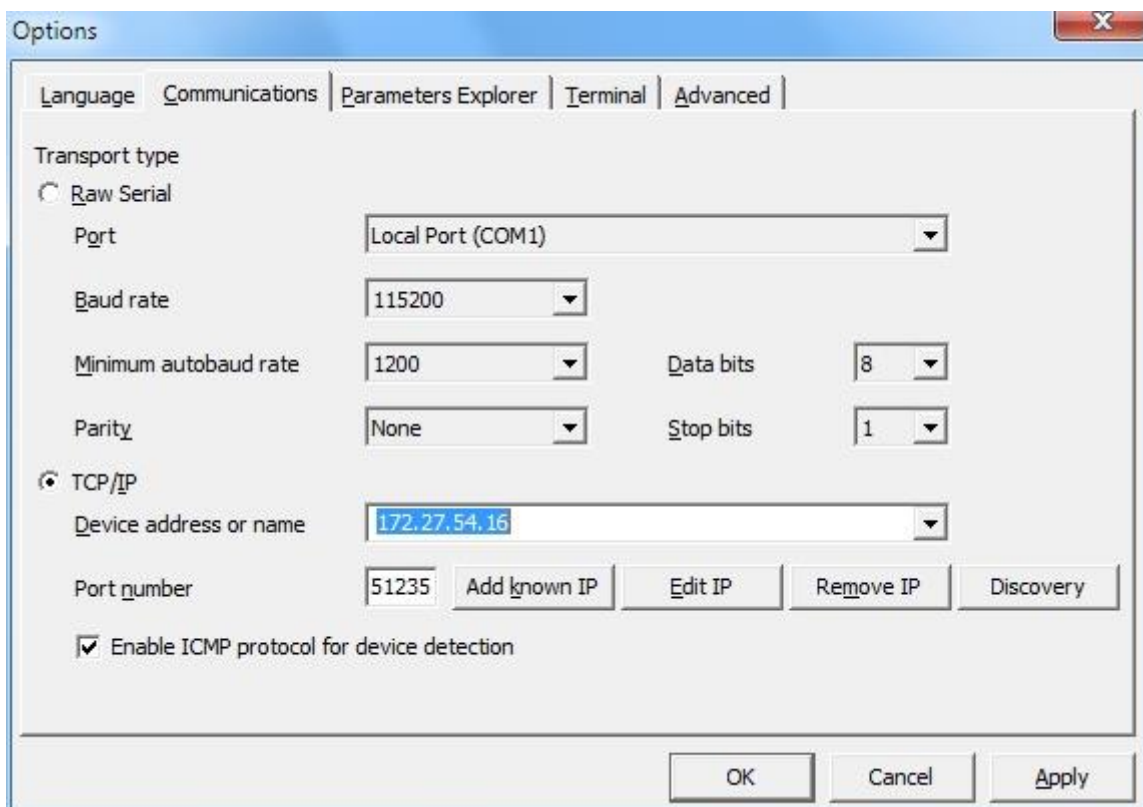 Options
Language Communications Parameters Explorer Terminal Advanced
Transport type
Raw Serial
Port Local Port (COM1)
Baud rate 115200
Minimum autobaud rate 1200 Data bits 8
Parity None Stop bits 1
TCP/IP
Device address or name 172.27.54.16
Port number 51235 Add known IP Edit IP Remove IP Discovery
Enable ICMP protocol for device detection
OK Cancel Apply